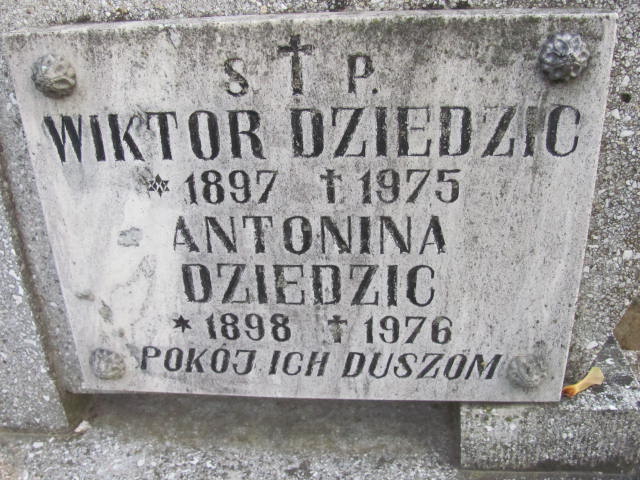 S. † P.
WIKTOR DZIEDZIC
* 1897 † 1975
ANTONINA
DZIEDZIC
* 1898 † 1976
POKÓJ ICH DUSZOM